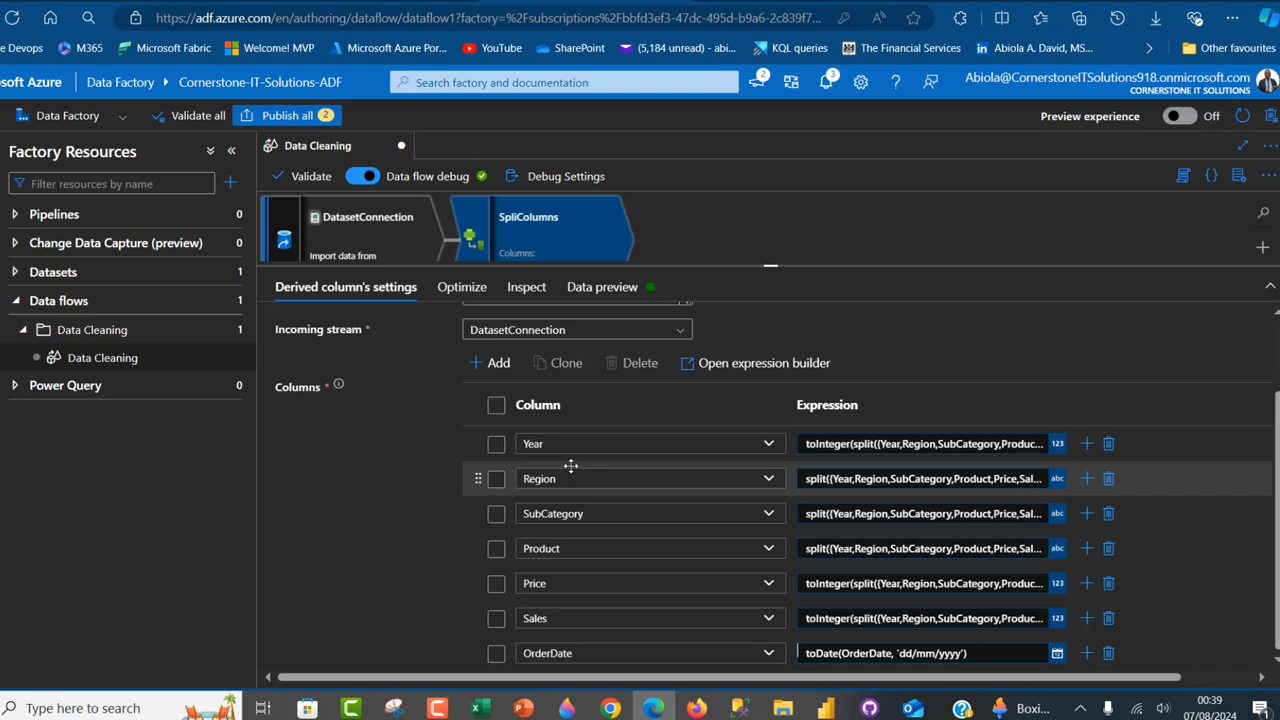 https://adf.azure.com/en/authoring/dataflow/dataflow1?factory=%2Fsubscriptions%2Fbbfd3ef3-47dc-495d-b9a6-2c839f7...
e Devops
M365
Microsoft Fabric
Welcome! MVP
Microsoft Azure Por...
YouTube
SharePoint
(5,184 unread) - abi...
KQL queries
The Financial Services
Abiola A. David, MS...
Other favourites
osoft Azure
Data Factory
Cornerstone-IT-Solutions-ADF
Search factory and documentation
2
3
Abiola@CornerstoneITSolutions918.onmicrosoft.com
CORNERSTONE IT SOLUTIONS
Data Factory
Validate all
Publish all 2
Preview experience
Off
Factory Resources
Data Cleaning
Filter resources by name
Validate
Data flow debug
Debug Settings
Pipelines 0
Change Data Capture (preview) 0
Datasets 1
Data flows 1
Data Cleaning 1
Data Cleaning
Power Query 0
DatasetConnection
Import data from
SpliColumns
Columns:
Derived column's settings
Optimize
Inspect
Data preview
Incoming stream *
DatasetConnection
Add
Clone
Delete
Open expression builder
Columns *
Column
Expression
Year
toInteger(split({Year,Region,SubCategory,Produc... 123
Region
split({Year,Region,SubCategory,Product,Price,Sal... abc
SubCategory
split({Year,Region,SubCategory,Product,Price,Sal... abc
Product
split({Year,Region,SubCategory,Product,Price,Sal... abc
Price
toInteger(split({Year,Region,SubCategory,Produc... 123
Sales
toInteger(split({Year,Region,SubCategory,Produc... 123
OrderDate
toDate(OrderDate, 'dd/mm/yyyy')
Type here to search
Boxi...
00:39
07/08/2024